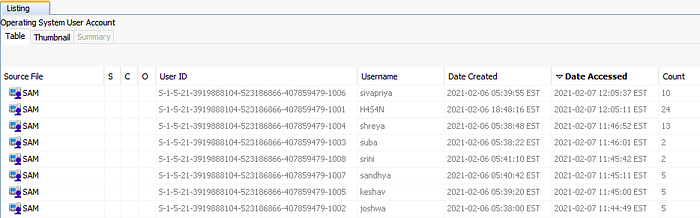 Listing
Operating System User Account
Table Thumbnail Summary
Source File S C O User ID Username Date Created Date Accessed Count
SAM S-1-5-21-3919888104-523186866-407859479-1006 sivapriya 2021-02-06 05:39:55 EST 2021-02-07 12:05:37 EST 10
SAM S-1-5-21-3919888104-523186866-407859479-1001 H4S4N 2021-02-06 18:48:16 EST 2021-02-07 12:05:11 EST 24
SAM S-1-5-21-3919888104-523186866-407859479-1004 shreya 2021-02-06 05:38:48 EST 2021-02-07 11:46:52 EST 13
SAM S-1-5-21-3919888104-523186866-407859479-1003 suba 2021-02-06 05:38:22 EST 2021-02-07 11:46:01 EST 2
SAM S-1-5-21-3919888104-523186866-407859479-1008 srini 2021-02-06 05:41:10 EST 2021-02-07 11:45:42 EST 2
SAM S-1-5-21-3919888104-523186866-407859479-1007 sandhya 2021-02-06 05:40:42 EST 2021-02-07 11:45:11 EST 5
SAM S-1-5-21-3919888104-523186866-407859479-1005 keshav 2021-02-06 05:39:20 EST 2021-02-07 11:45:00 EST 5
SAM S-1-5-21-3919888104-523186866-407859479-1002 joshwa 2021-02-06 05:38:00 EST 2021-02-07 11:44:49 EST 5